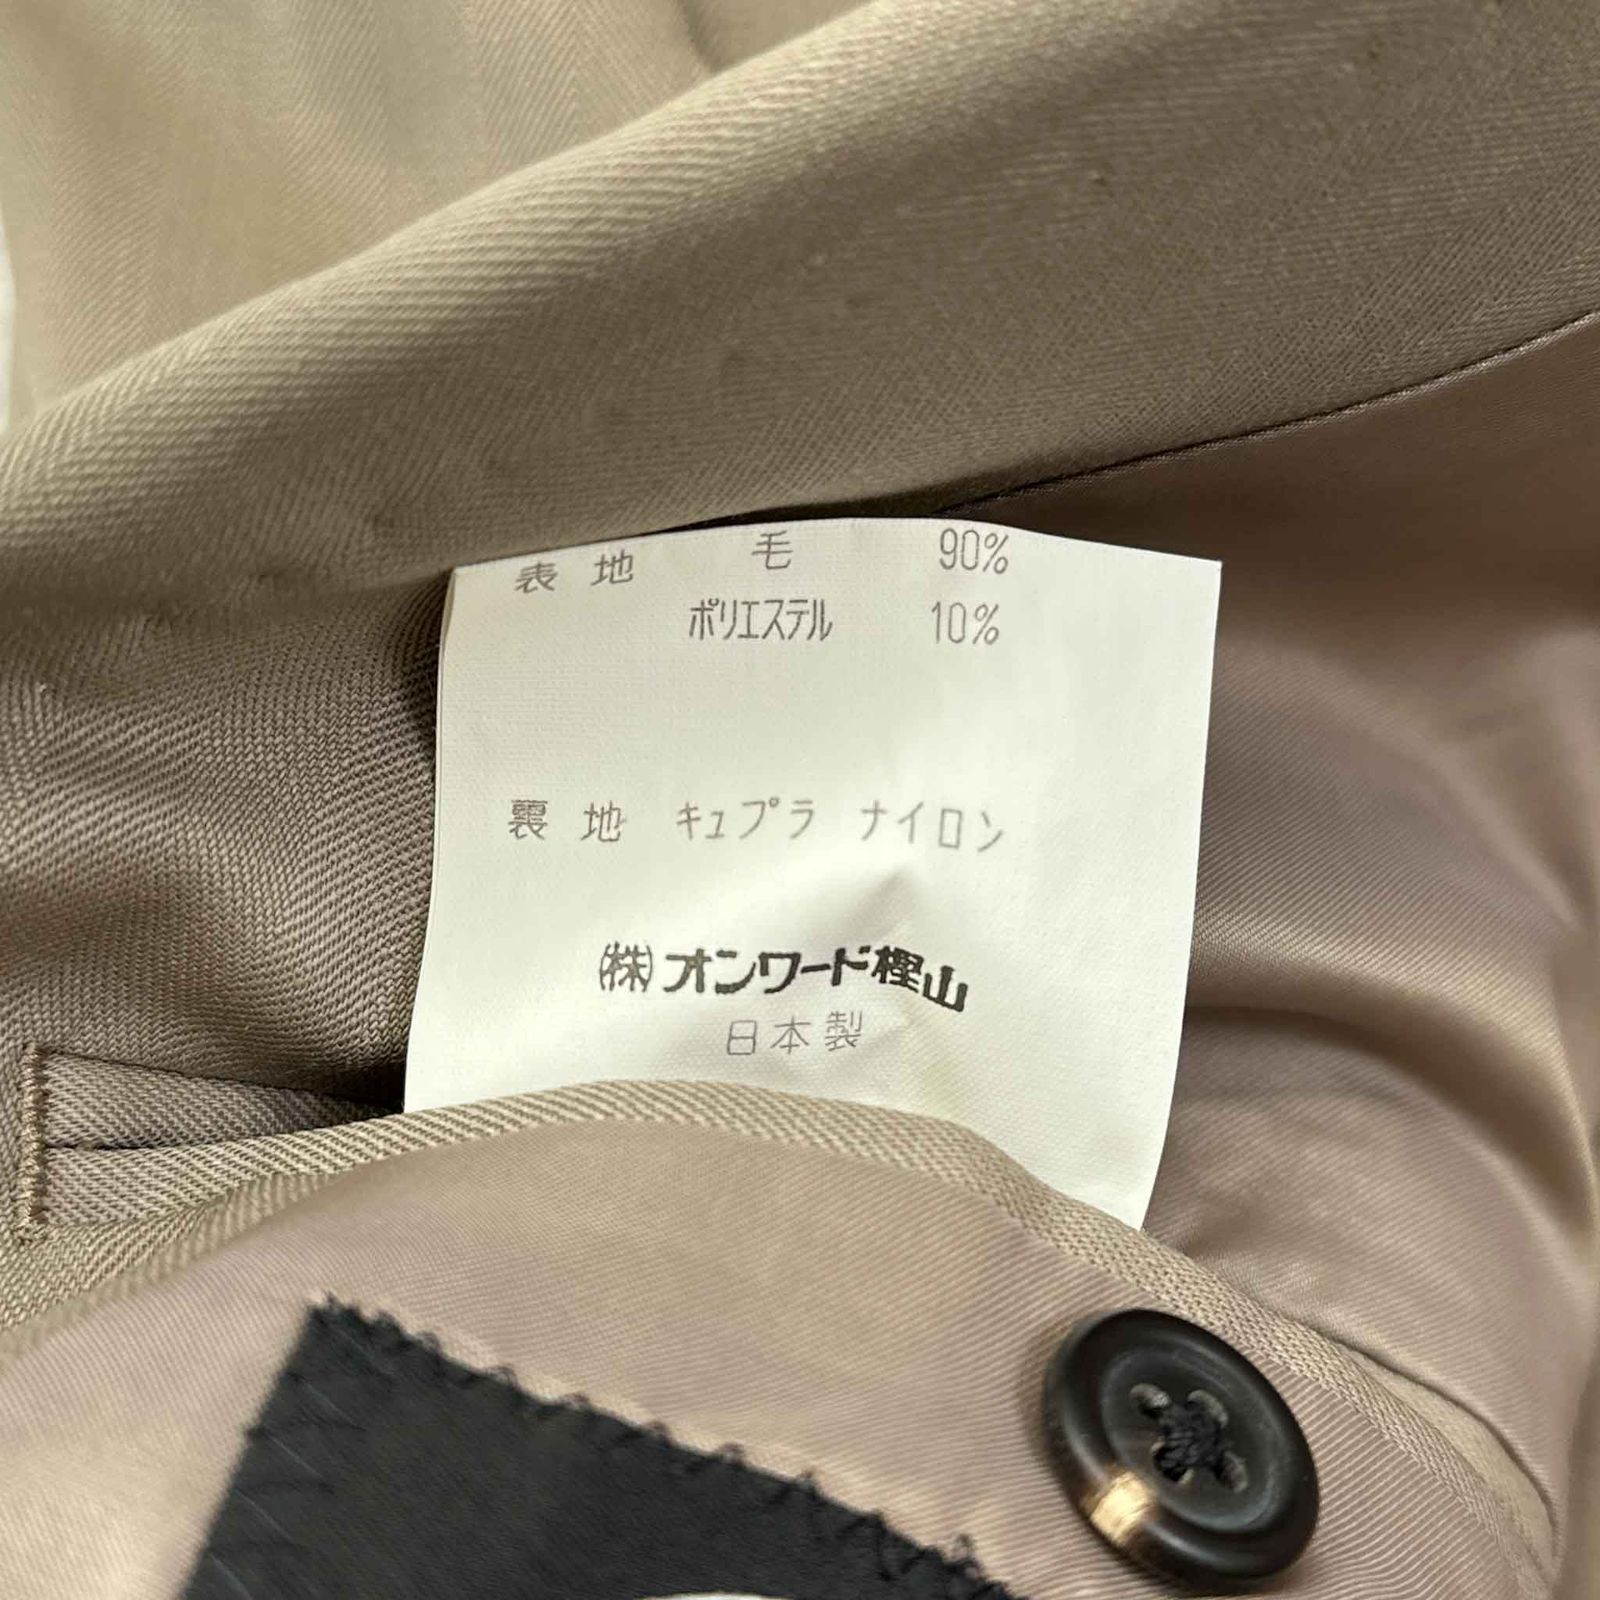 表地 毛 90%
ポリエステル 10%
裏地 キュプラ ナイロン
(株)オンワード樫山
日本製